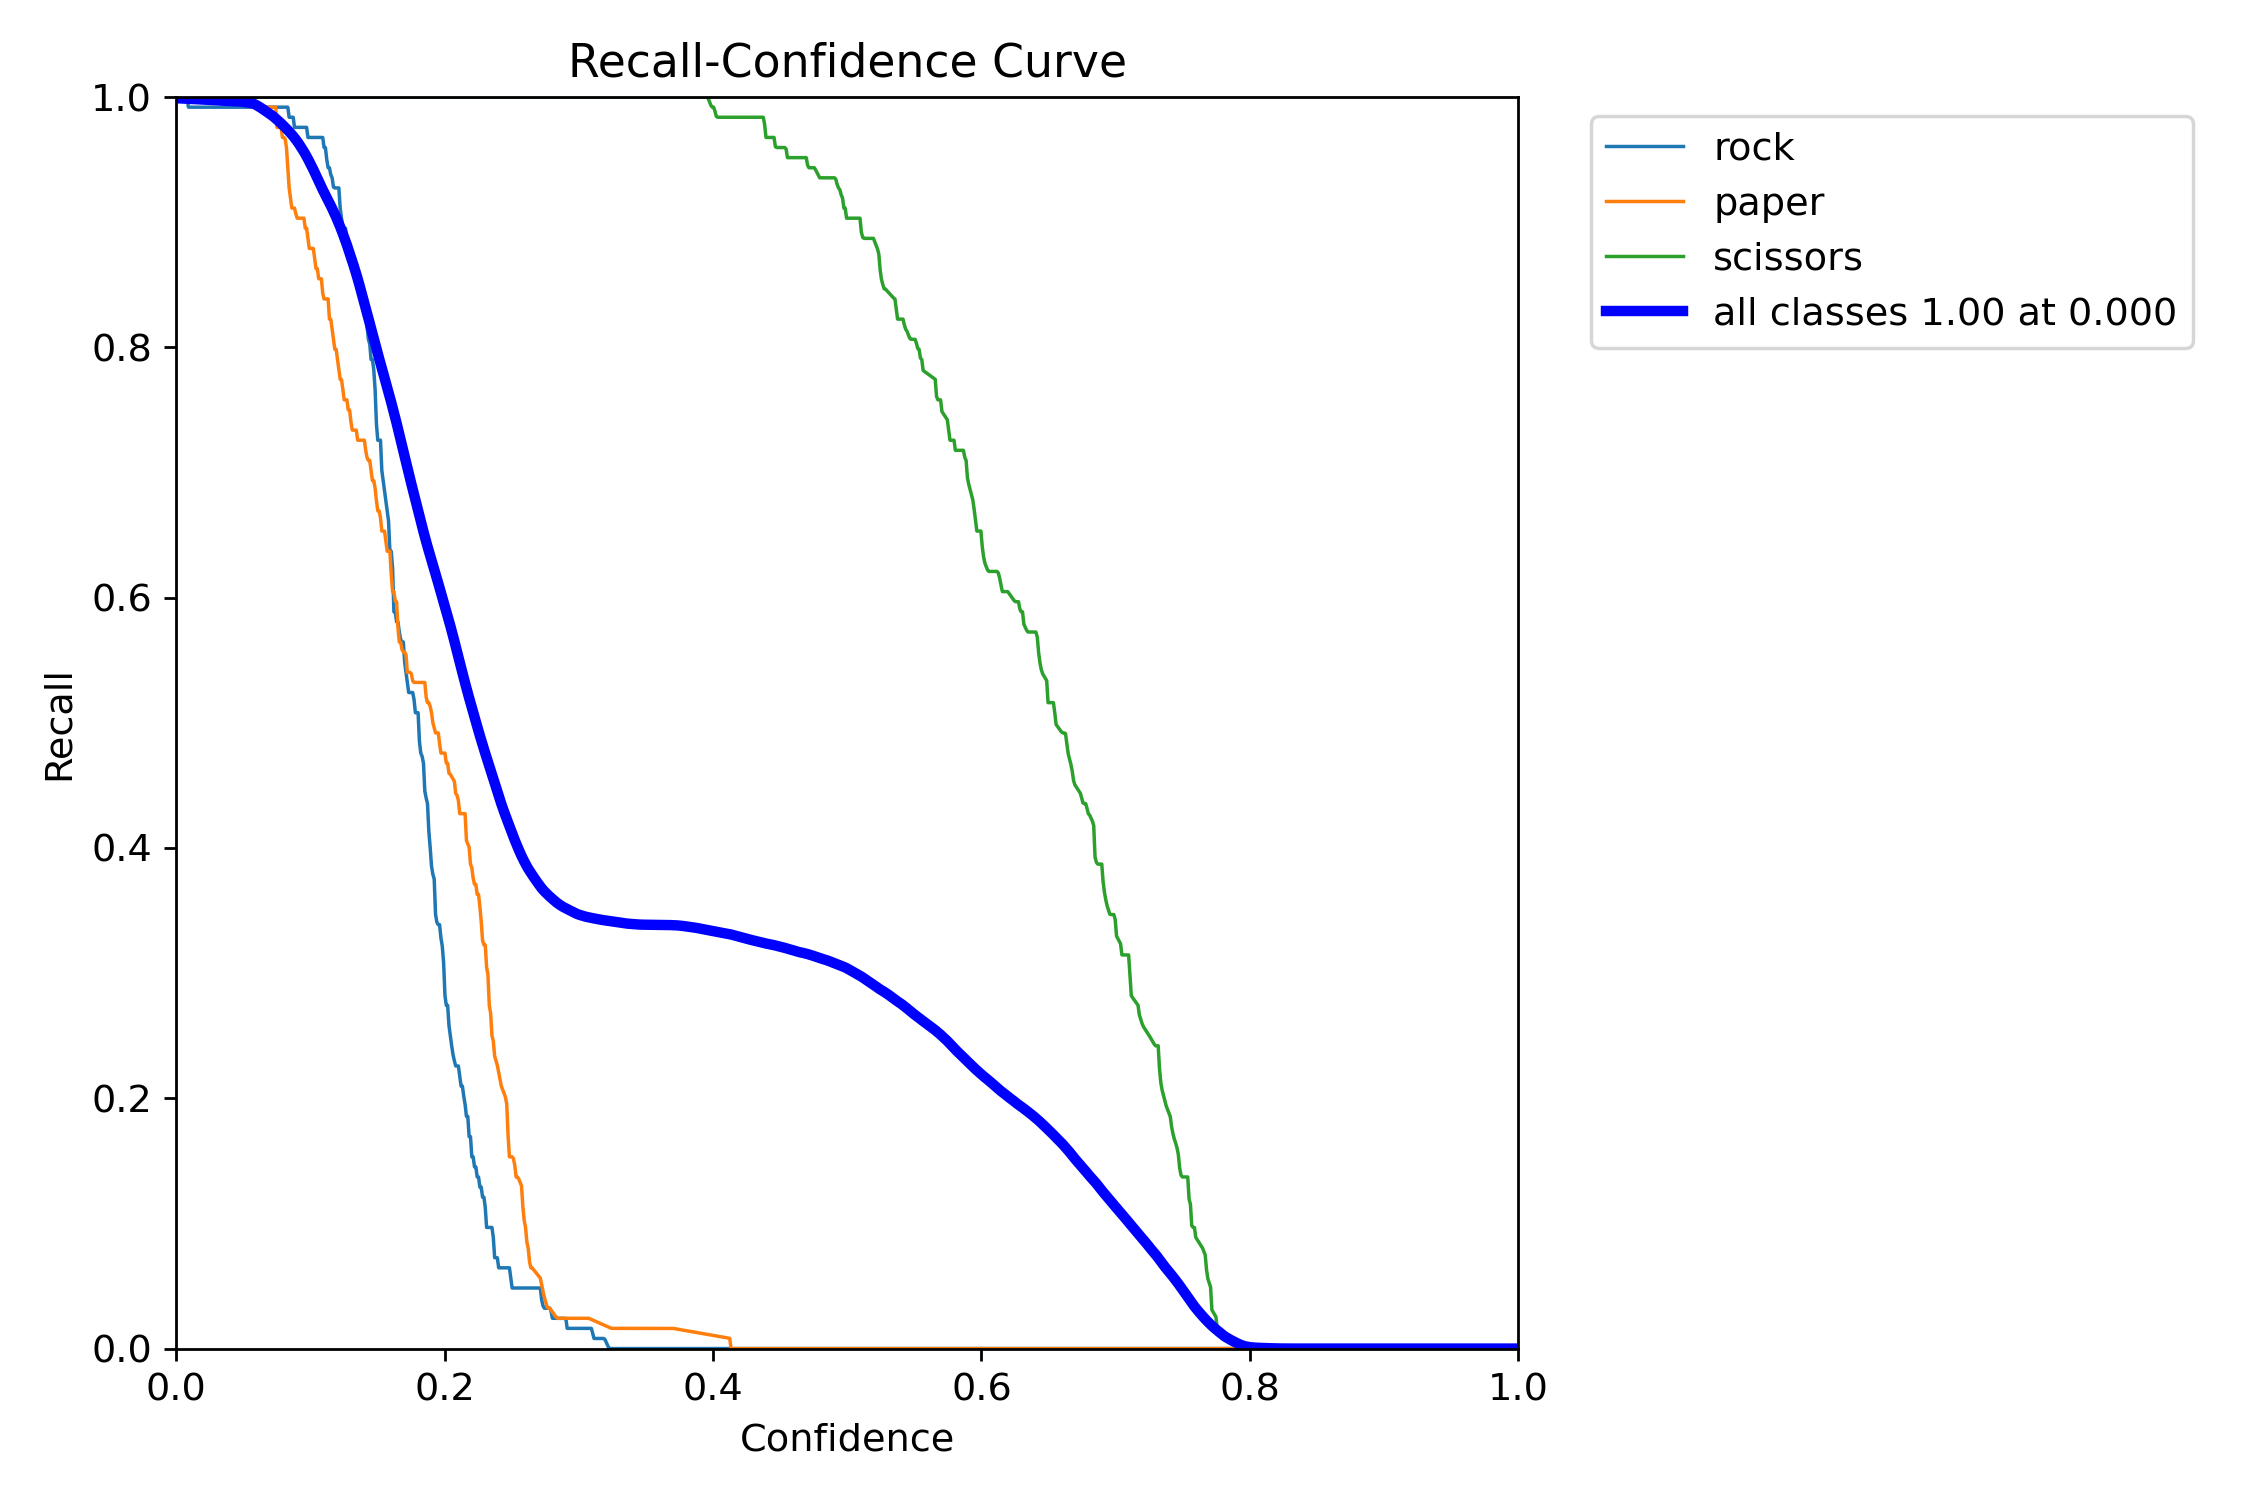 Recall-Confidence Curve
1.0
0.8
0.6
0.4
0.2
0.0
Recall
0.0 0.2 0.4 0.6 0.8 1.0
Confidence
rock
paper
scissors
all classes 1.00 at 0.000